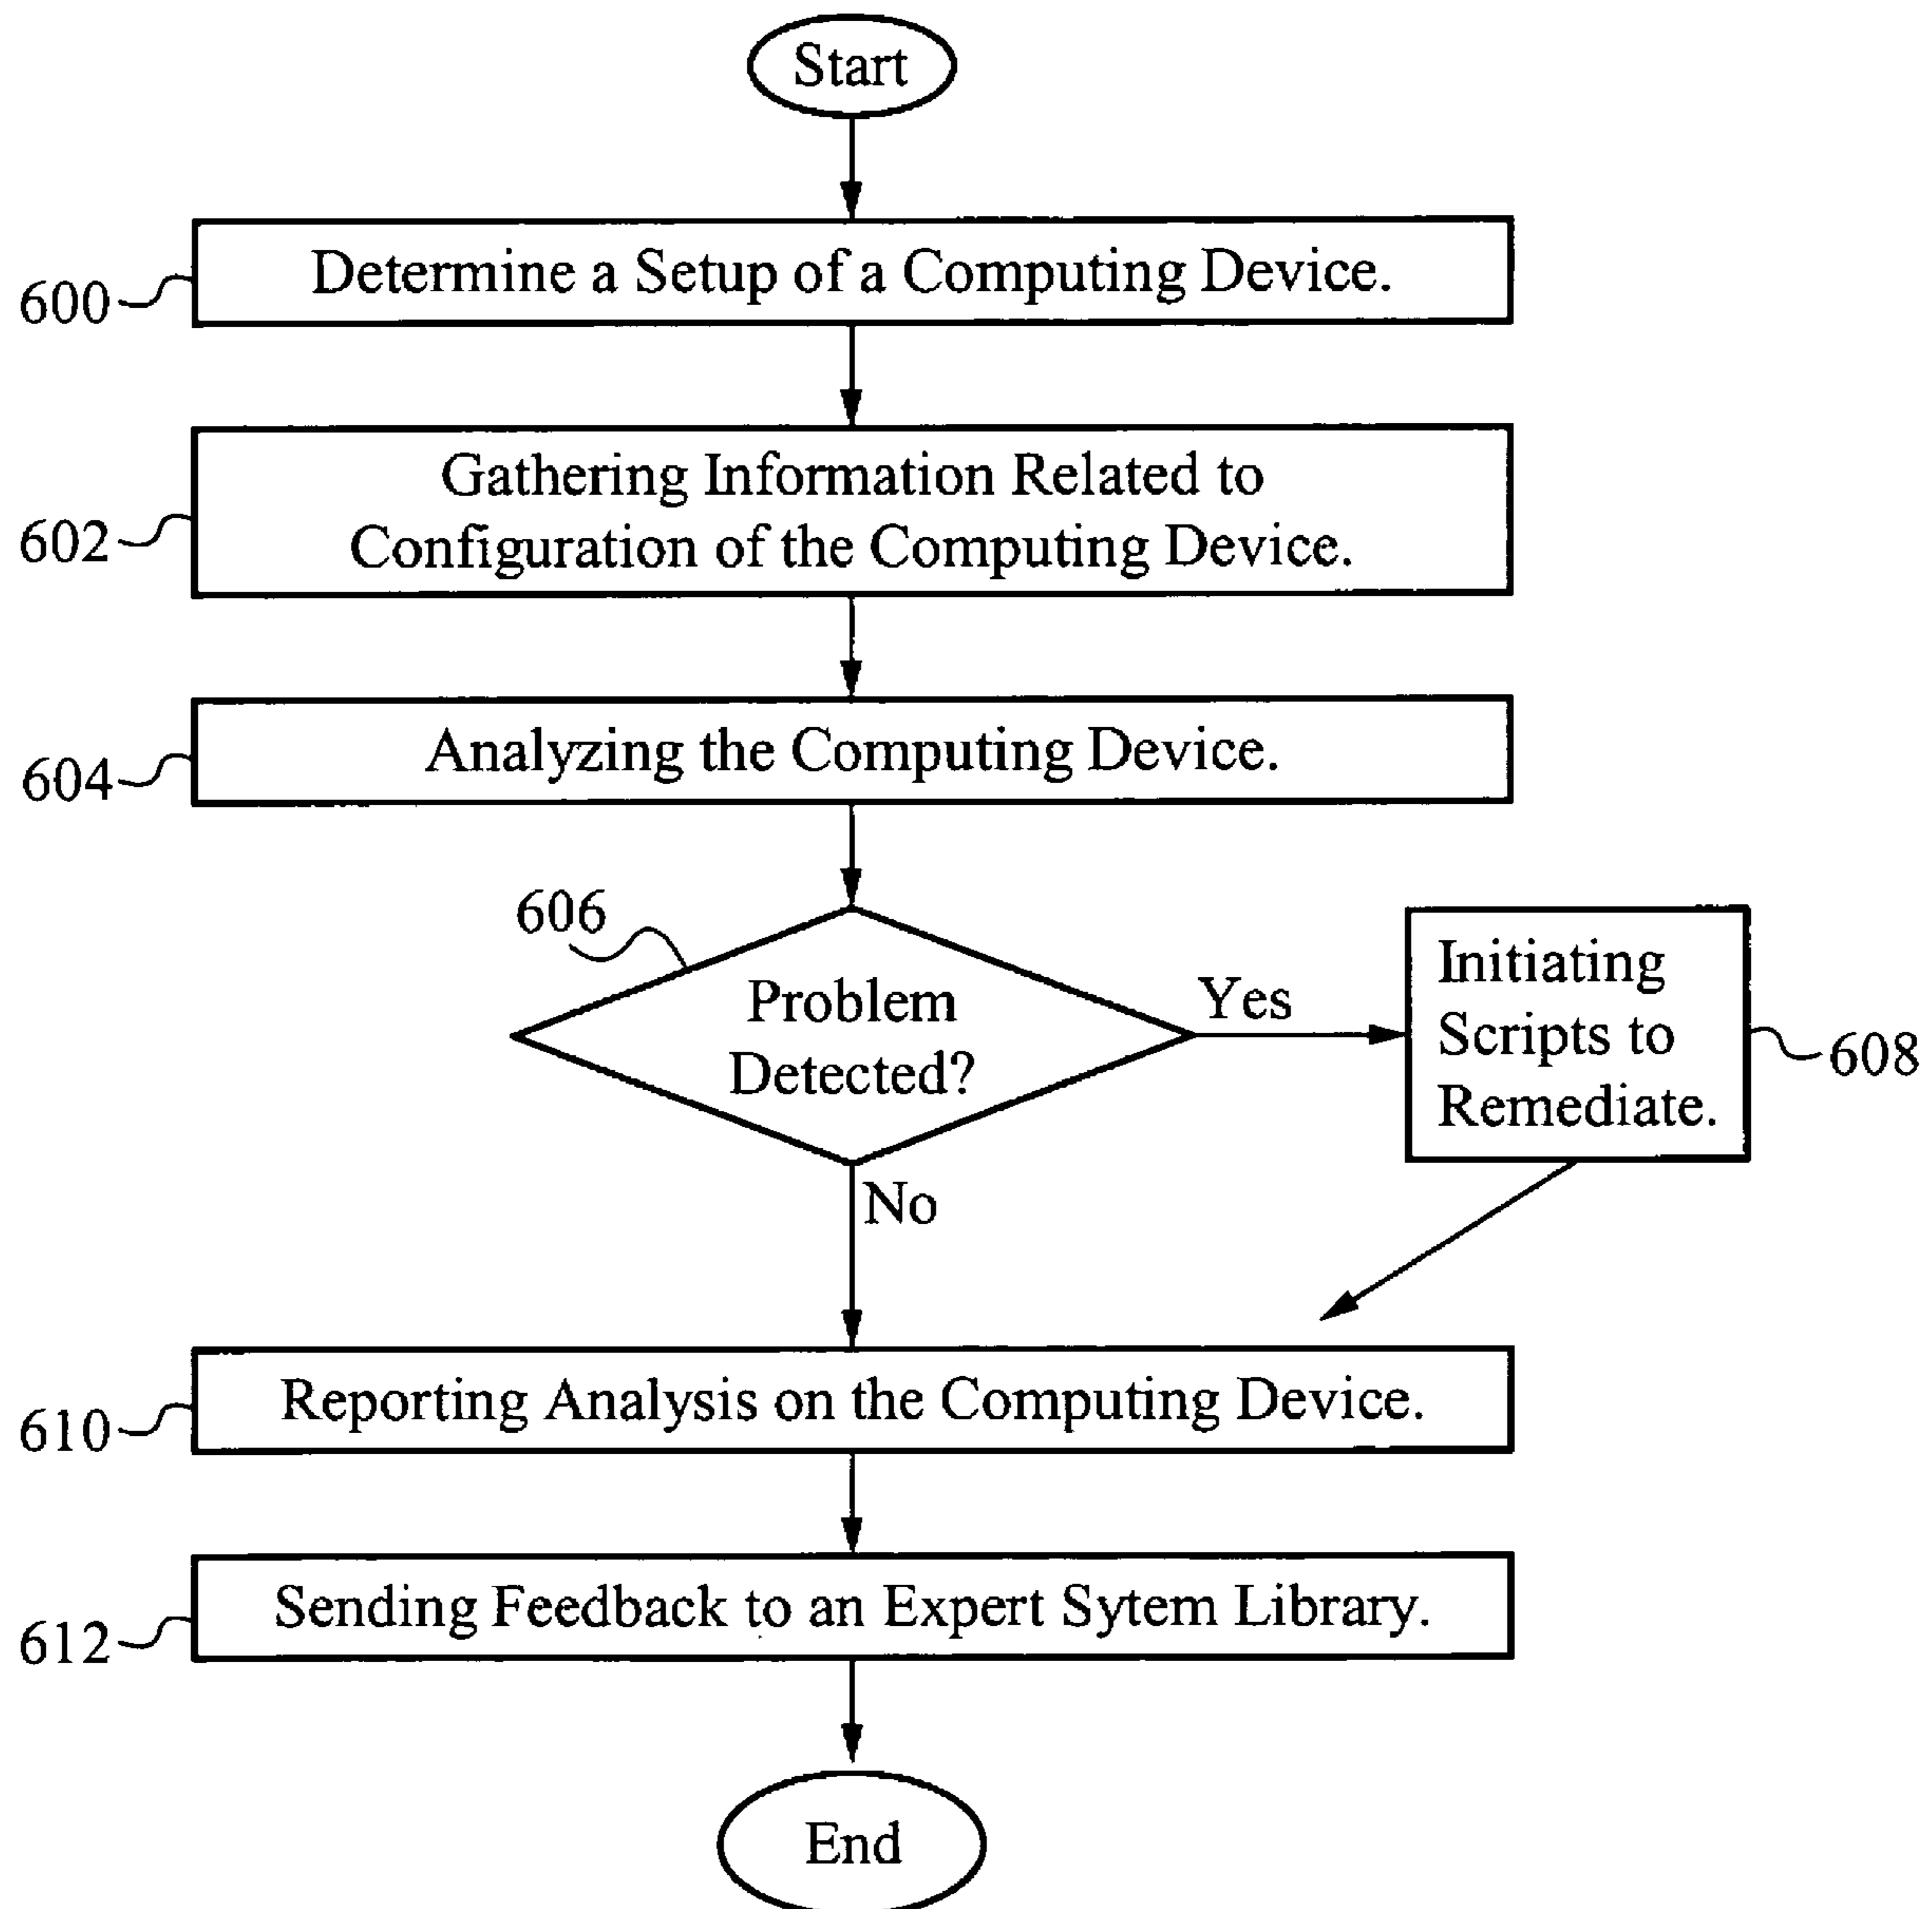 Start
600
Determine a Setup of a Computing Device.
602
Gathering Information Related to
Configuration of the Computing Device.
604
Analyzing the Computing Device.
606
Problem
Detected?
Yes
Initiating
Scripts to
Remediate.
608
No
610
Reporting Analysis on the Computing Device.
612
Sending Feedback to an Expert Sytem Library.
End